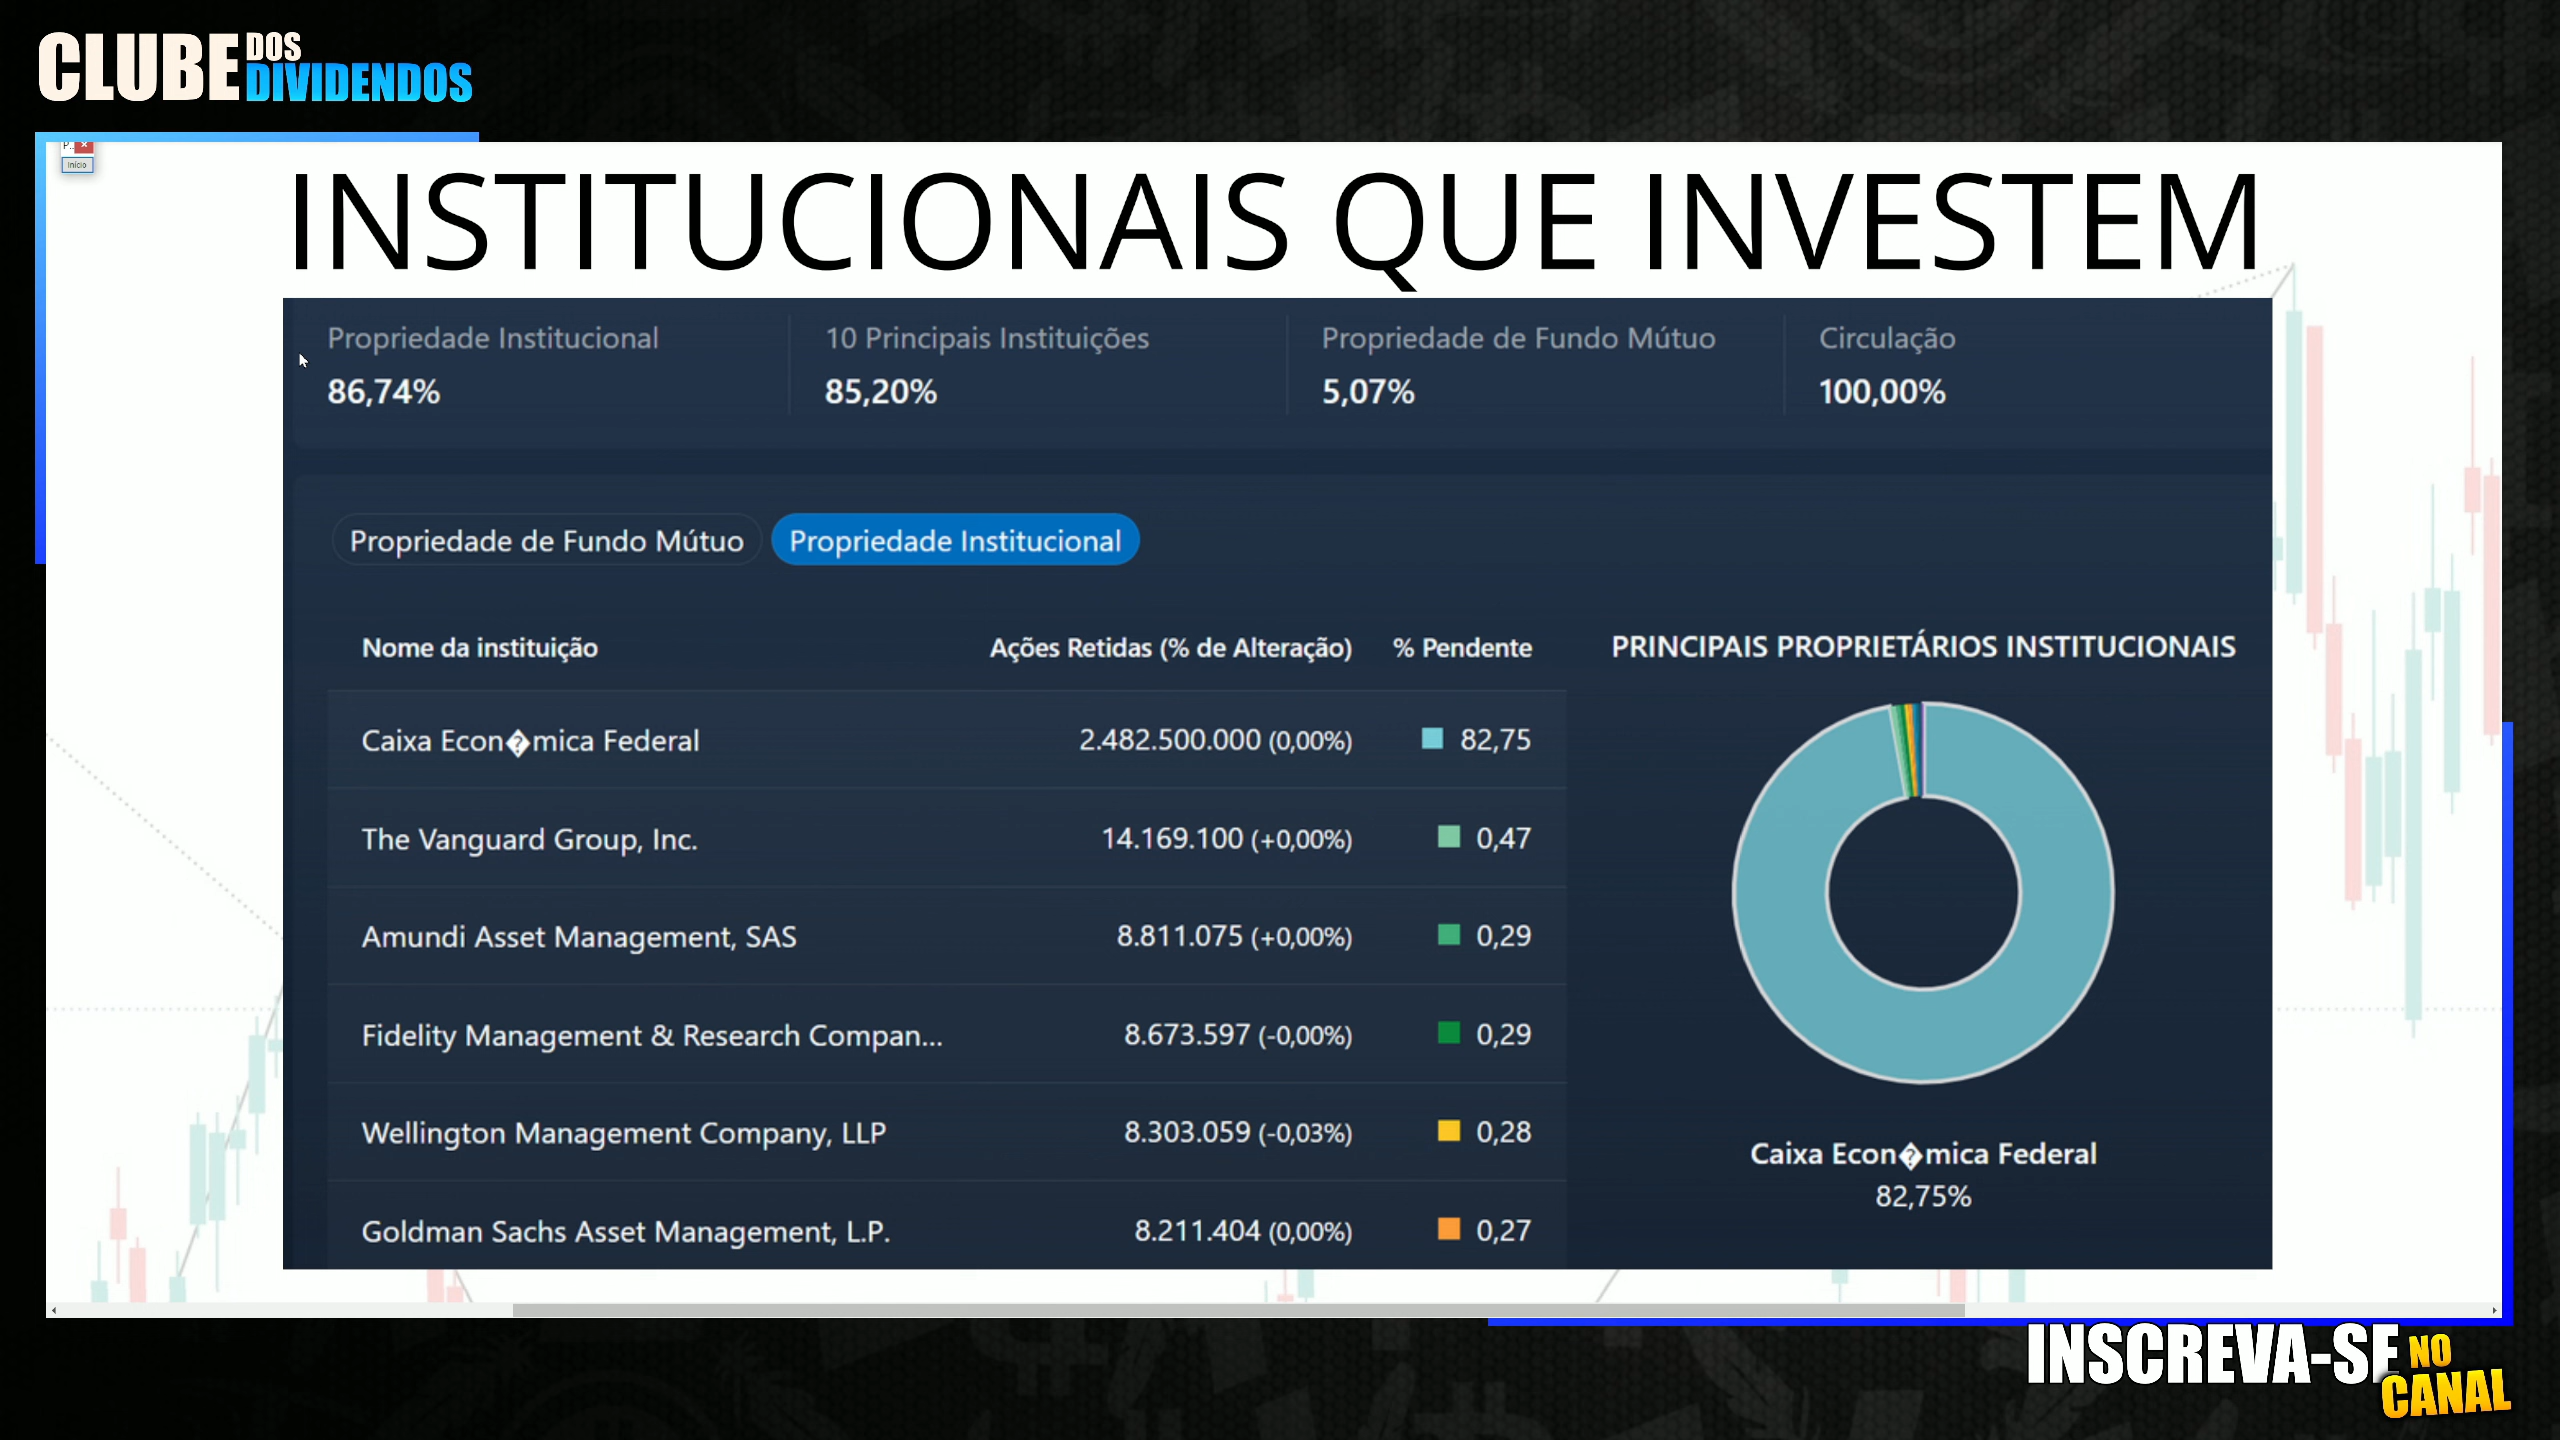 CLUBE DOS DIVIDENDOS
Início
INSTITUCIONAIS QUE INVESTEM
Propriedade Institucional 10 Principais Instituições Propriedade de Fundo Mútuo Circulação
86,74% 85,20% 5,07% 100,00%
Propriedade de Fundo Mútuo Propriedade Institucional
Nome da instituição Ações Retidas (% de Alteração) % Pendente PRINCIPAIS PROPRIETÁRIOS INSTITUCIONAIS
Caixa Econ�mica Federal 2.482.500.000 (0,00%) 82,75
The Vanguard Group, Inc. 14.169.100 (+0,00%) 0,47
Amundi Asset Management, SAS 8.811.075 (+0,00%) 0,29
Fidelity Management & Research Compan... 8.673.597 (-0,00%) 0,29
Wellington Management Company, LLP 8.303.059 (-0,03%) 0,28
Caixa Econ�mica Federal
82,75%
Goldman Sachs Asset Management, L.P. 8.211.404 (0,00%) 0,27
INSCREVA-SE NO CANAL